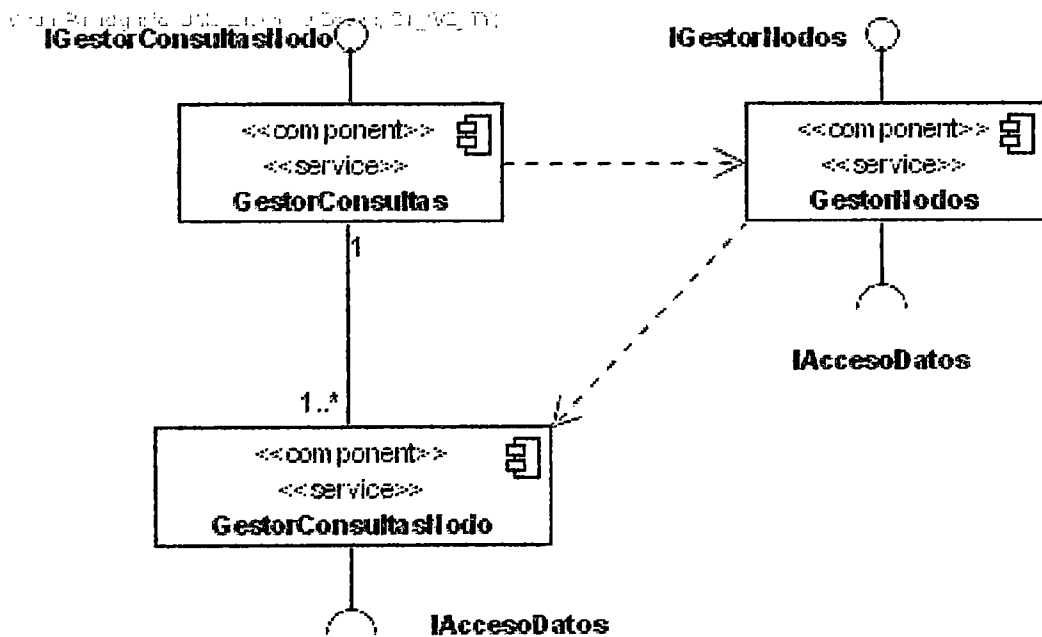 IGestorConsultasNodo
IGestorNodos
<<component>>
<<service>>
GestorConsultas
<<component>>
<<service>>
GestorNodos
1
IAccesoDatos
1..*
<<component>>
<<service>>
GestorConsultasNodo
IAccesoDatos